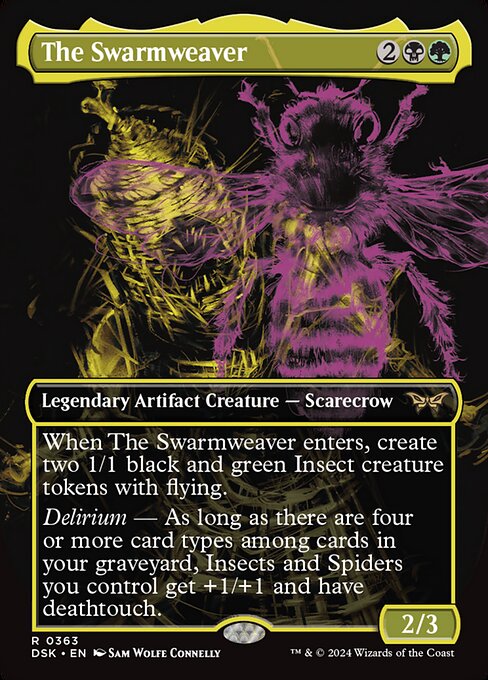 The Swarmweaver 2
Legendary Artifact Creature — Scarecrow
When The Swarmweaver enters, create
two 1/1 black and green Insect creature
tokens with flying.
Delirium — As long as there are four
or more card types among cards in
your graveyard, Insects and Spiders
you control get +1/+1 and have
deathtouch.
2/3
R 0363
DSK • EN SAM WOLFE CONNELLY
™ & © 2024 Wizards of the Coast